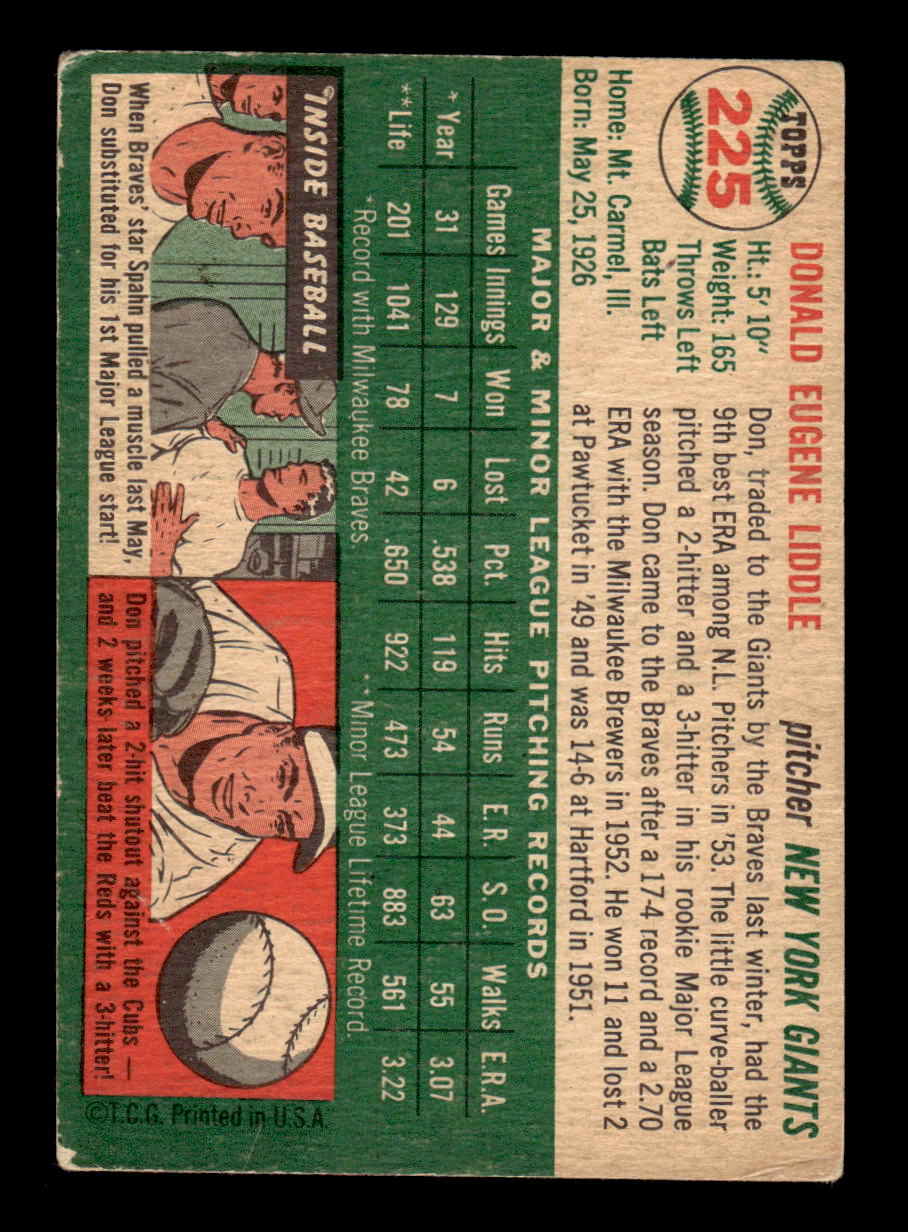 TOPPS
225
DONALD EUGENE LIDDLE
pitcher NEW YORK GIANTS
Ht.: 5' 10"
Weight: 165
Throws Left
Bats Left
Home: Mt. Carmel, Ill.
Born: May 25, 1926
Don, traded to the Giants by the Braves last winter, had the
9th best ERA among N.L. Pitchers in '53. The little curve-baller
pitched a 2-hitter and a 3-hitter in his rookie Major League
season. Don came to the Braves after a 17-4 record and a 2.70
ERA with the Milwaukee Brewers in 1952. He won 11 and lost 2
at Pawtucket in '49 and was 14-6 at Hartford in 1951.
MAJOR & MINOR LEAGUE PITCHING RECORDS
Games Innings Won Lost Pct. Hits Runs E.R. S.O. Walks E.R.A.
*Year 31 129 7 6 .538 119 54 44 63 55 3.07
**Life 201 1041 78 42 .650 922 473 373 883 561 3.22
*Record with Milwaukee Braves. **Minor League Lifetime Record.
INSIDE BASEBALL
When Braves' star Spahn pulled a muscle last May,
Don substituted for his 1st Major League start!
Don pitched a 2-hit shutout against the Cubs —
and 2 weeks later beat the Reds with a 3-hitter!
©T.C.G. Printed in U.S.A.